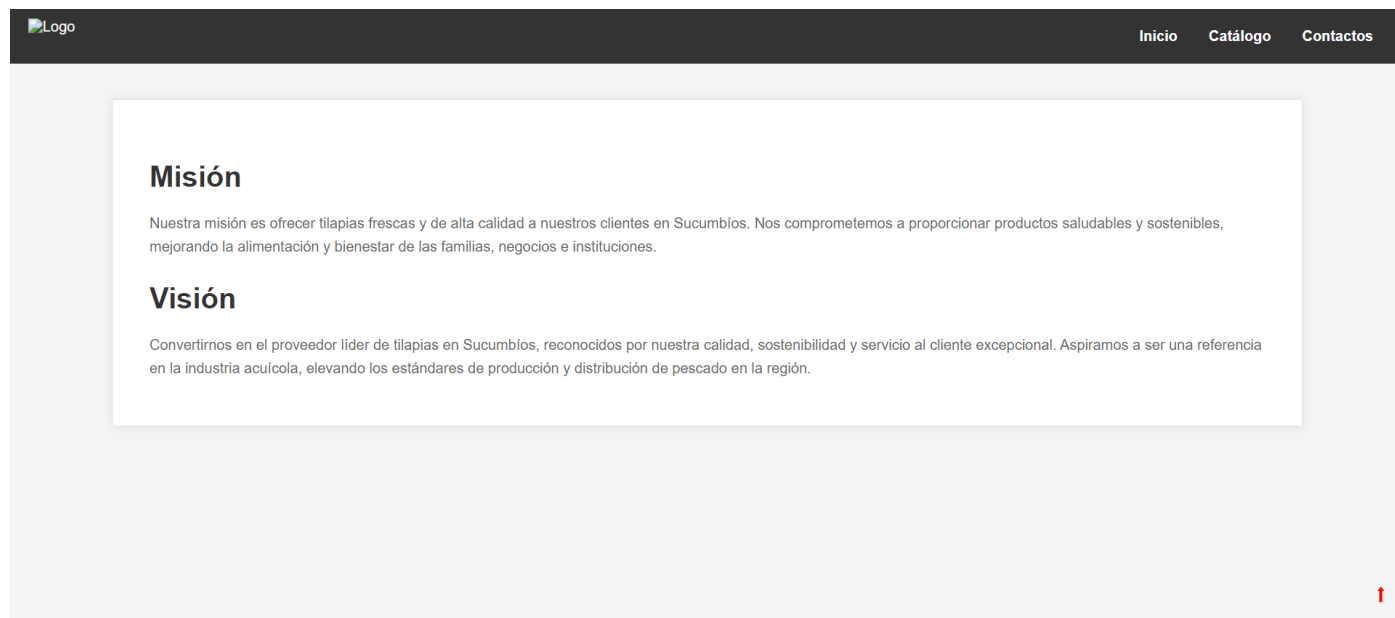 Logo
Inicio Catálogo Contactos
Misión
Nuestra misión es ofrecer tilapias frescas y de alta calidad a nuestros clientes en Sucumbíos. Nos comprometemos a proporcionar productos saludables y sostenibles,
mejorando la alimentación y bienestar de las familias, negocios e instituciones.
Visión
Convertirnos en el proveedor líder de tilapias en Sucumbíos, reconocidos por nuestra calidad, sostenibilidad y servicio al cliente excepcional. Aspiramos a ser una referencia
en la industria acuícola, elevando los estándares de producción y distribución de pescado en la región.